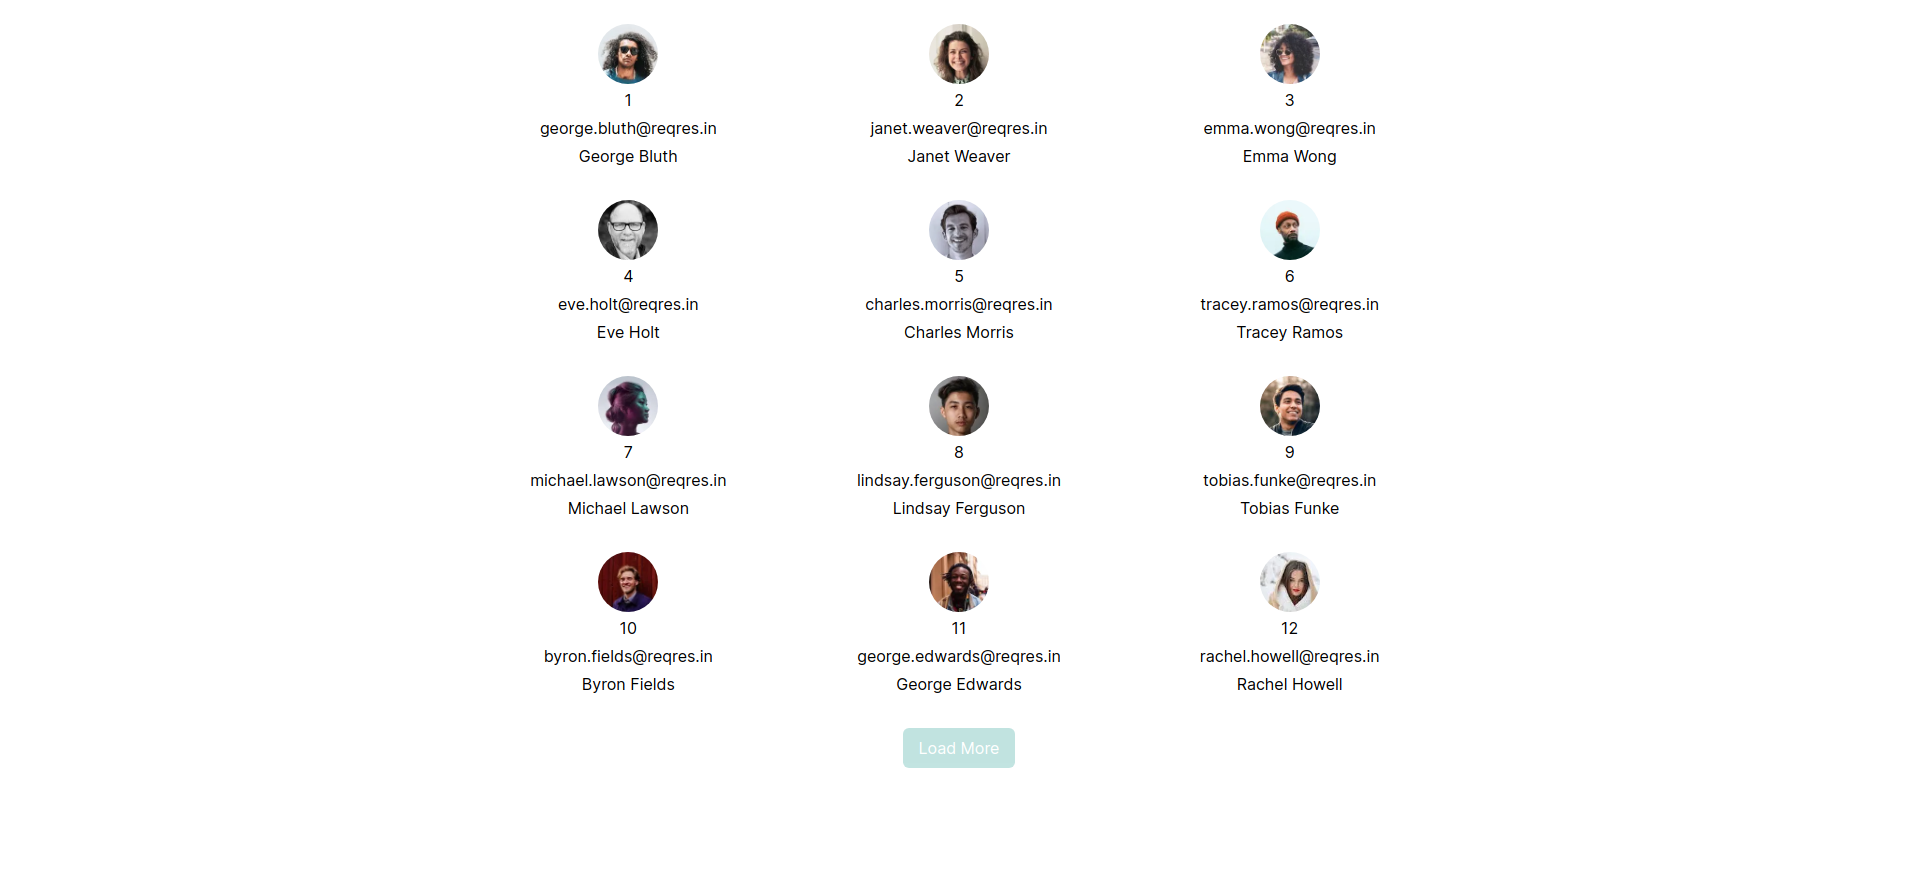 1
george.bluth@reqres.in
George Bluth
2
janet.weaver@reqres.in
Janet Weaver
3
emma.wong@reqres.in
Emma Wong
4
eve.holt@reqres.in
Eve Holt
5
charles.morris@reqres.in
Charles Morris
6
tracey.ramos@reqres.in
Tracey Ramos
7
michael.lawson@reqres.in
Michael Lawson
8
lindsay.ferguson@reqres.in
Lindsay Ferguson
9
tobias.funke@reqres.in
Tobias Funke
10
byron.fields@reqres.in
Byron Fields
11
george.edwards@reqres.in
George Edwards
12
rachel.howell@reqres.in
Rachel Howell
Load More